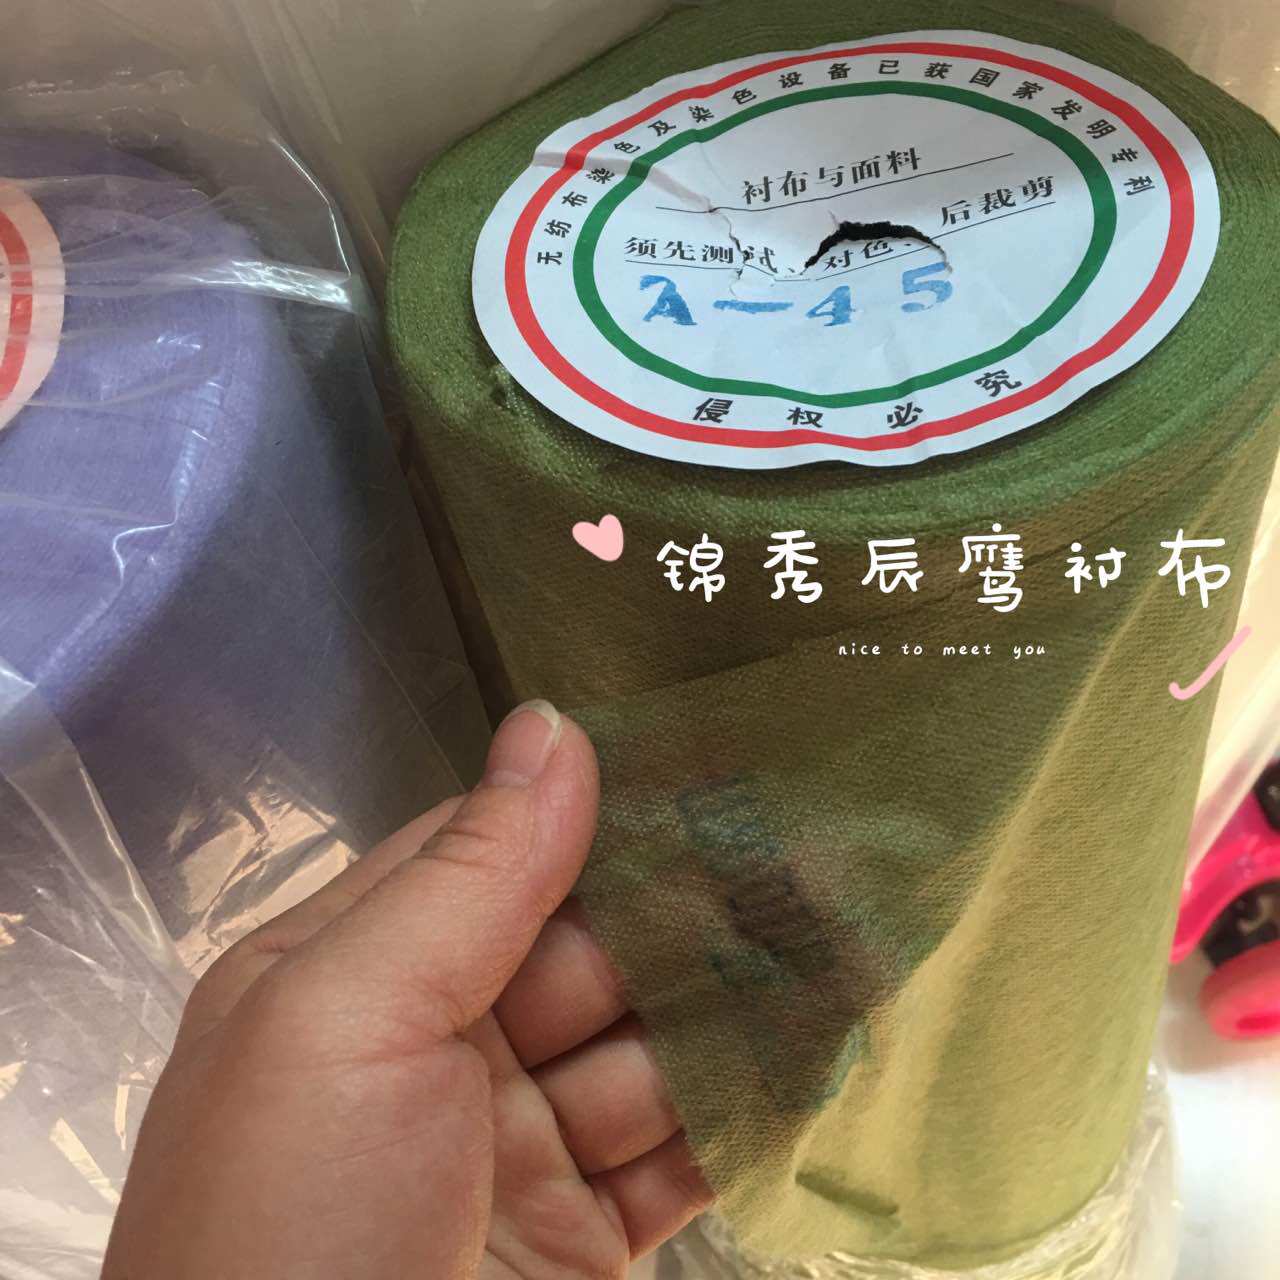 无纺布染色及染色设备已获国家发明专利
衬布与面料
须先测试、对色、后裁剪
A-45
侵权必究
锦秀辰鹰衬布
nice to meet you